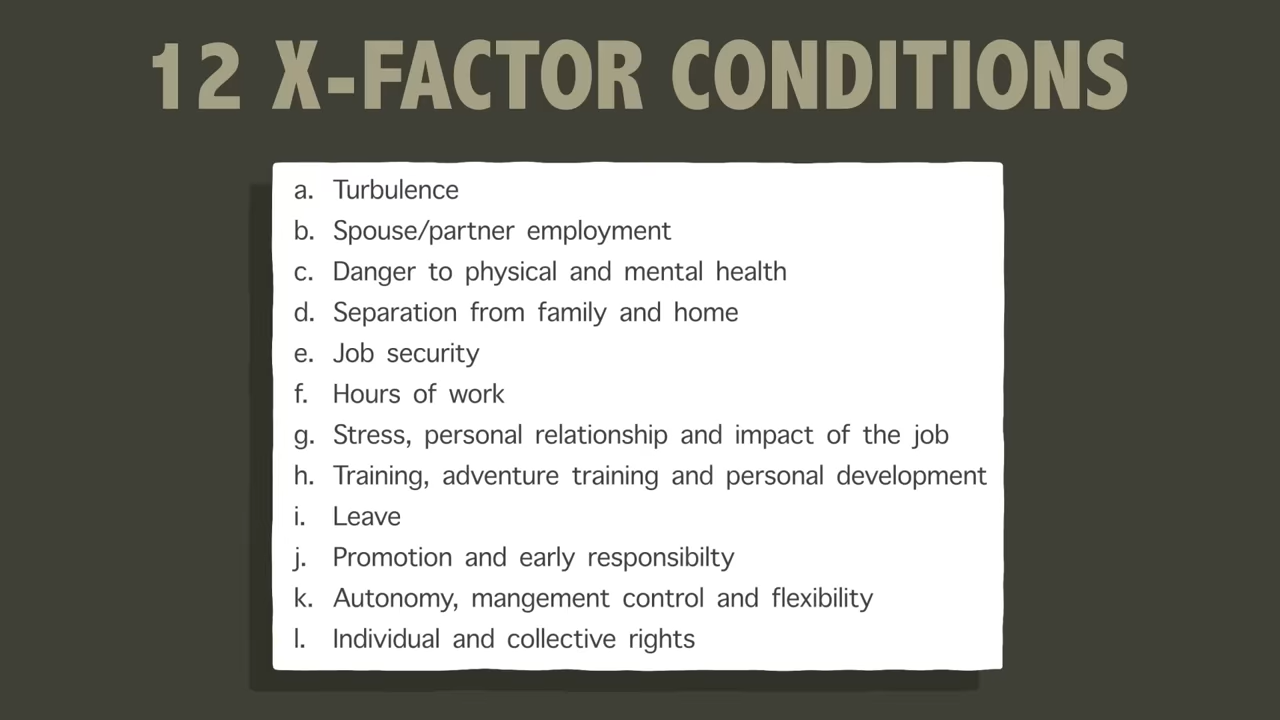 12 X-FACTOR CONDITIONS
a. Turbulence
b. Spouse/partner employment
c. Danger to physical and mental health
d. Separation from family and home
e. Job security
f. Hours of work
g. Stress, personal relationship and impact of the job
h. Training, adventure training and personal development
i. Leave
j. Promotion and early responsibilty
k. Autonomy, mangement control and flexibility
l. Individual and collective rights